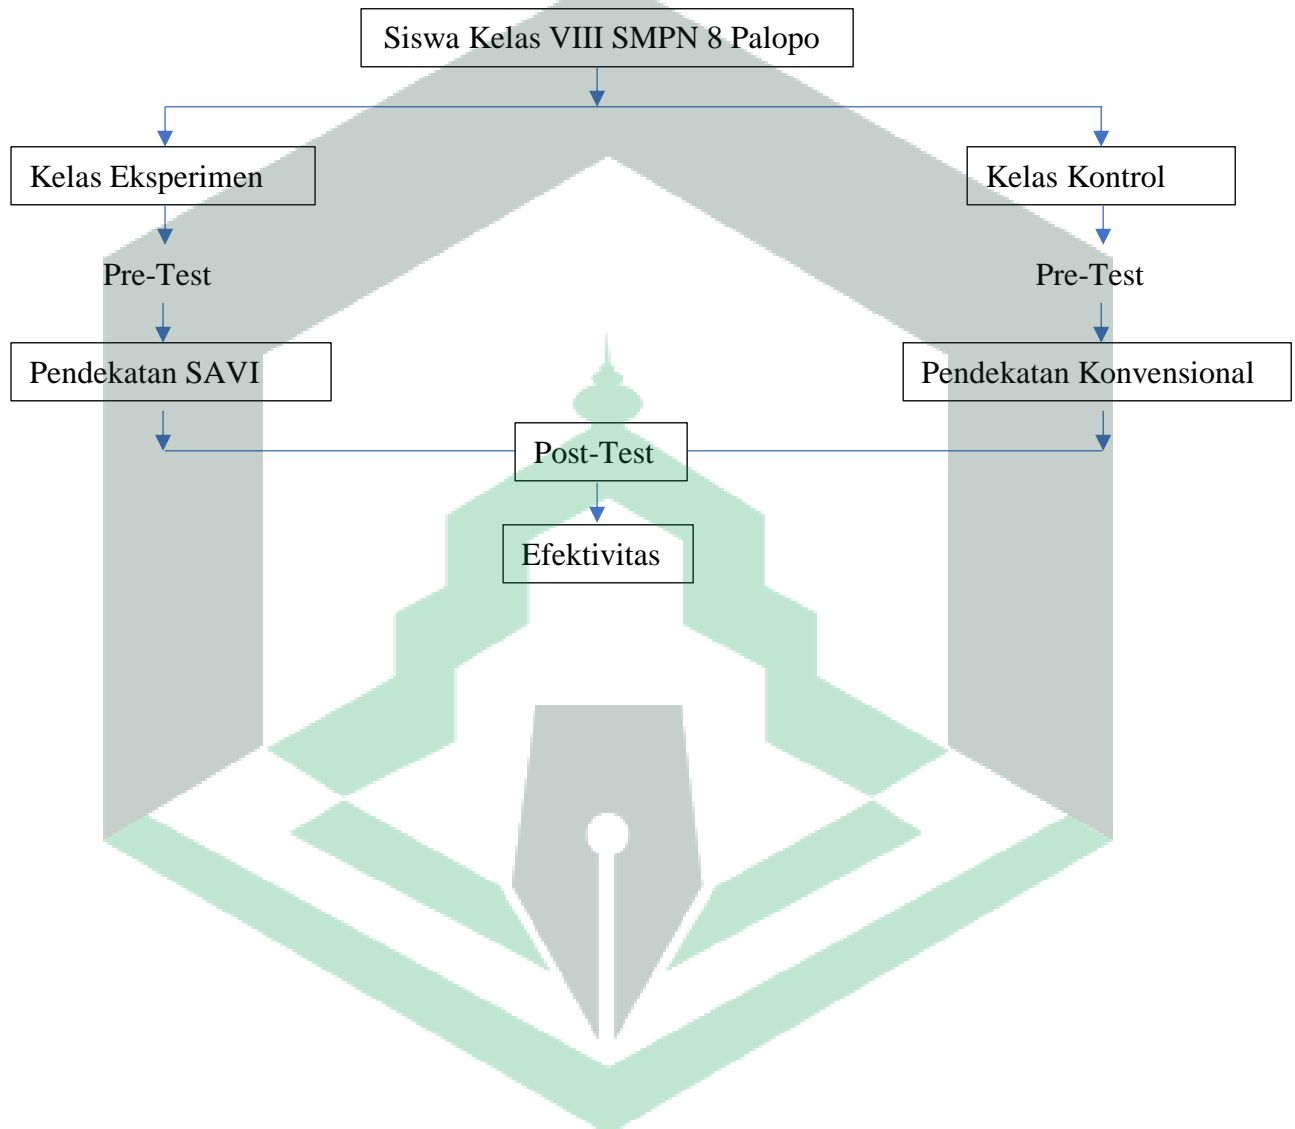 Siswa Kelas VIII SMPN 8 Palopo
Kelas Eksperimen
Kelas Kontrol
Pre-Test
Pre-Test
Pendekatan SAVI
Pendekatan Konvensional
Post-Test
Efektivitas